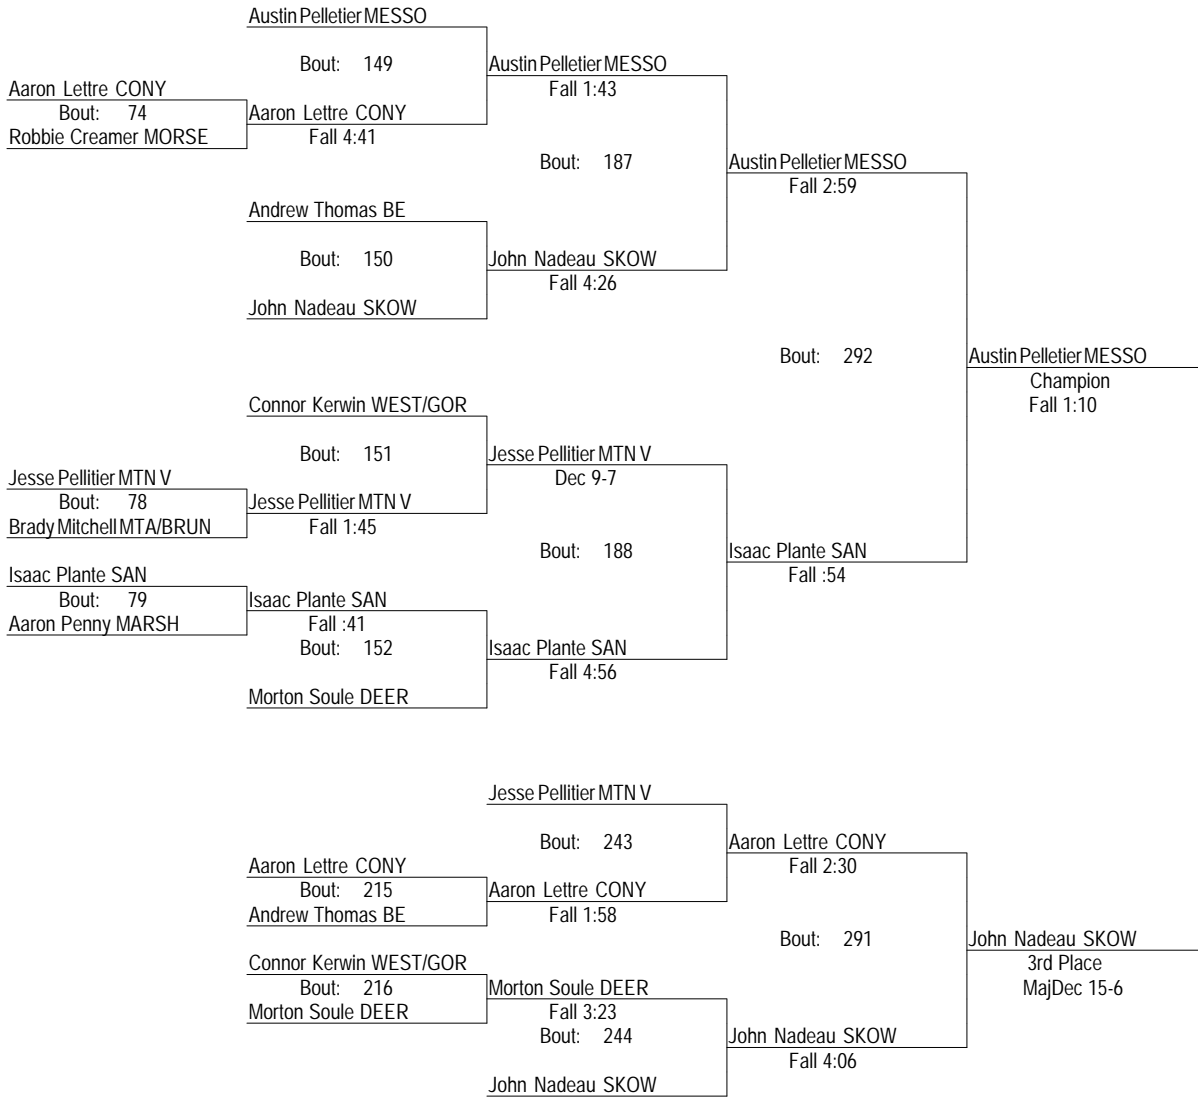 Austin Pelletier MESSO
Bout: 149
Austin Pelletier MESSO
Fall 1:43
Aaron Lettre CONY
Bout: 74
Aaron Lettre CONY
Robbie Creamer MORSE
Fall 4:41
Bout: 187
Austin Pelletier MESSO
Fall 2:59
Andrew Thomas BE
Bout: 150
John Nadeau SKOW
Fall 4:26
John Nadeau SKOW
Bout: 292
Austin Pelletier MESSO
Champion
Fall 1:10
Connor Kerwin WEST/GOR
Bout: 151
Jesse Pellitier MTN V
Dec 9-7
Jesse Pellitier MTN V
Bout: 78
Jesse Pellitier MTN V
Brady Mitchell MTA/BRUN
Fall 1:45
Bout: 188
Isaac Plante SAN
Fall :54
Isaac Plante SAN
Bout: 79
Isaac Plante SAN
Aaron Penny MARSH
Fall :41
Bout: 152
Isaac Plante SAN
Fall 4:56
Morton Soule DEER
Jesse Pellitier MTN V
Bout: 243
Aaron Lettre CONY
Fall 2:30
Aaron Lettre CONY
Bout: 215
Aaron Lettre CONY
Andrew Thomas BE
Fall 1:58
Bout: 291
John Nadeau SKOW
3rd Place
MajDec 15-6
Connor Kerwin WEST/GOR
Bout: 216
Morton Soule DEER
Morton Soule DEER
Fall 3:23
Bout: 244
John Nadeau SKOW
Fall 4:06
John Nadeau SKOW